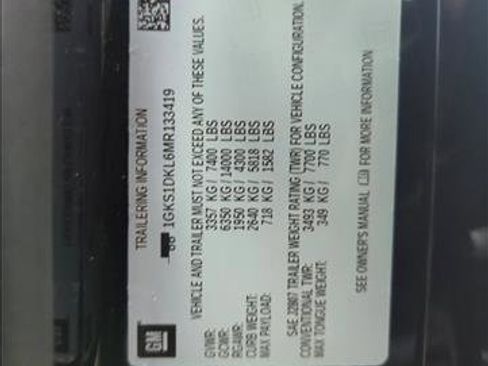 GM
TRAILERING INFORMATION
1GKS1DKL6MR133419
VEHICLE AND TRAILER MUST NOT EXCEED ANY OF THESE VALUES.
GVWR: 3357 KG / 7400 LBS
GCWR: 6350 KG / 14000 LBS
RGAWR: 1950 KG / 4300 LBS
CURB WEIGHT: 2640 KG / 5818 LBS
MAX PAYLOAD: 718 KG / 1582 LBS
SAE J2807 TRAILER WEIGHT RATING (TWR) FOR VEHICLE CONFIGURATION.
CONVENTIONAL TWR: 3493 KG / 7700 LBS
MAX TONGUE WEIGHT: 349 KG / 770 LBS
SEE OWNER'S MANUAL FOR MORE INFORMATION